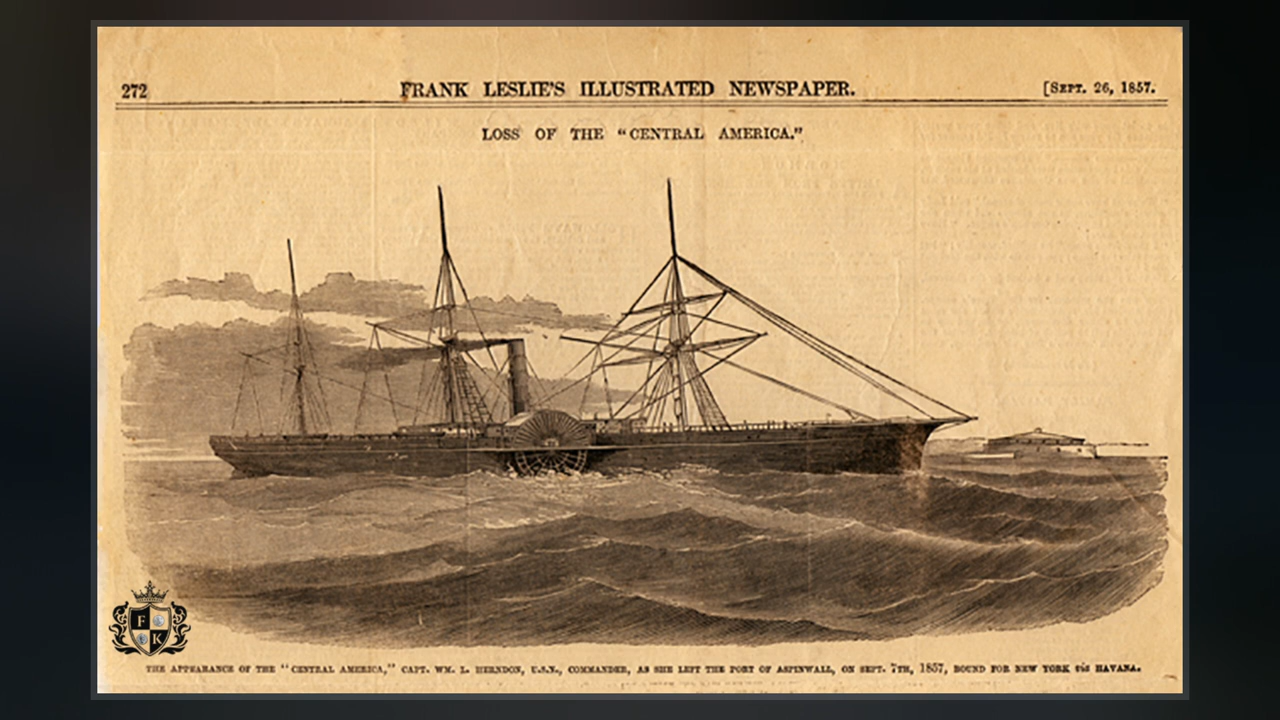 272 FRANK LESLIE'S ILLUSTRATED NEWSPAPER. [SEPT. 26, 1857.
LOSS OF THE "CENTRAL AMERICA."
F
K
THE APPEARANCE OF THE "CENTRAL AMERICA," CAPT. WM. L. HERNDON, U.S.N., COMMANDER, AS SHE LEFT THE PORT OF ASPINWALL, ON SEPT. 7TH, 1857, BOUND FOR NEW YORK via HAVANA.